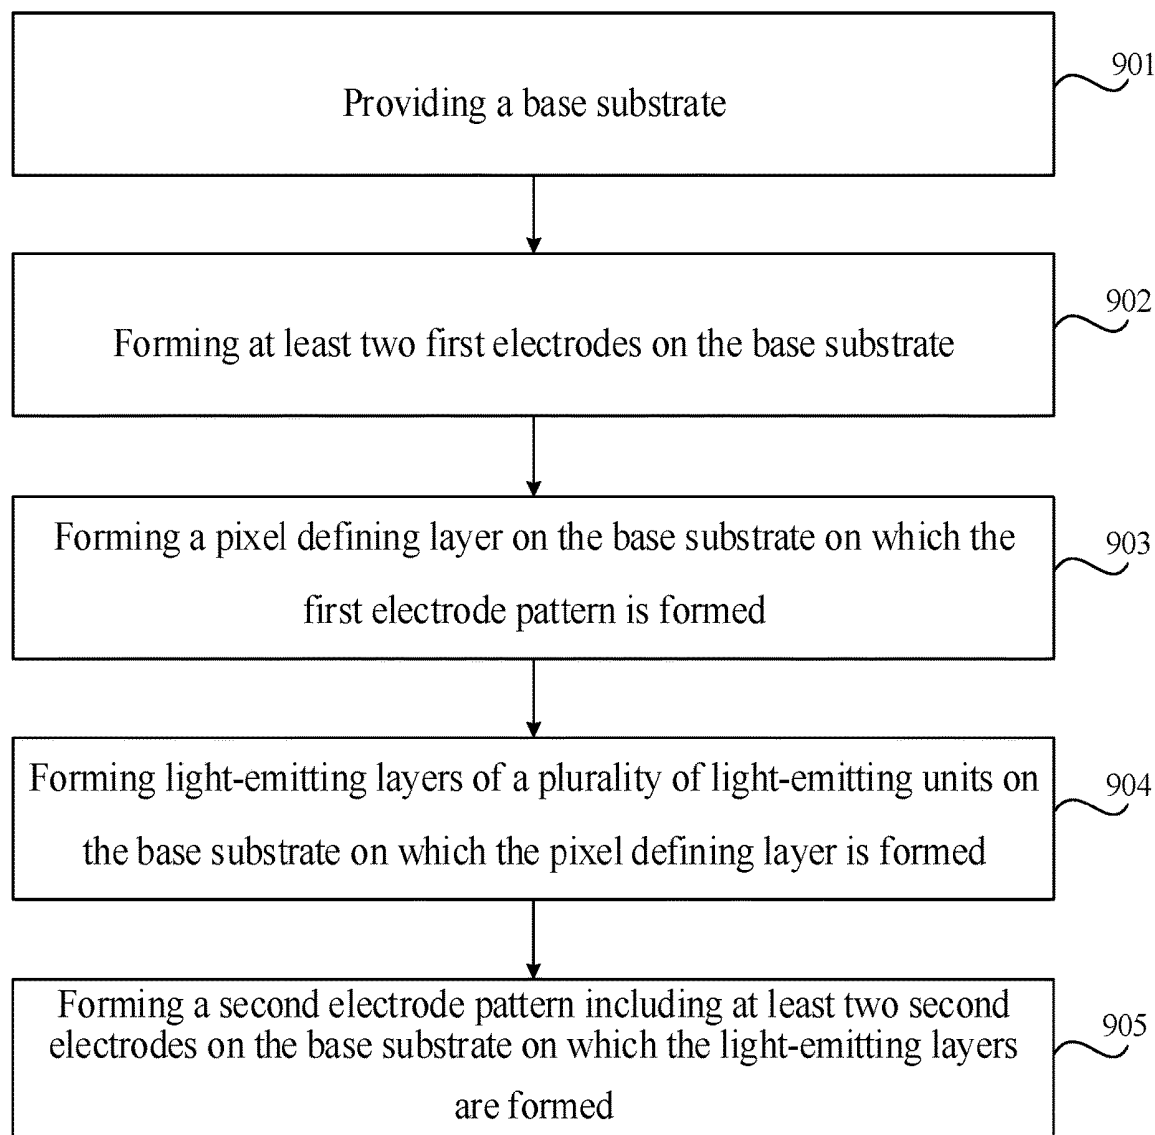 Providing a base substrate
901
Forming at least two first electrodes on the base substrate
902
Forming a pixel defining layer on the base substrate on which the
first electrode pattern is formed
903
Forming light-emitting layers of a plurality of light-emitting units on
the base substrate on which the pixel defining layer is formed
904
Forming a second electrode pattern including at least two second
electrodes on the base substrate on which the light-emitting layers
are formed
905